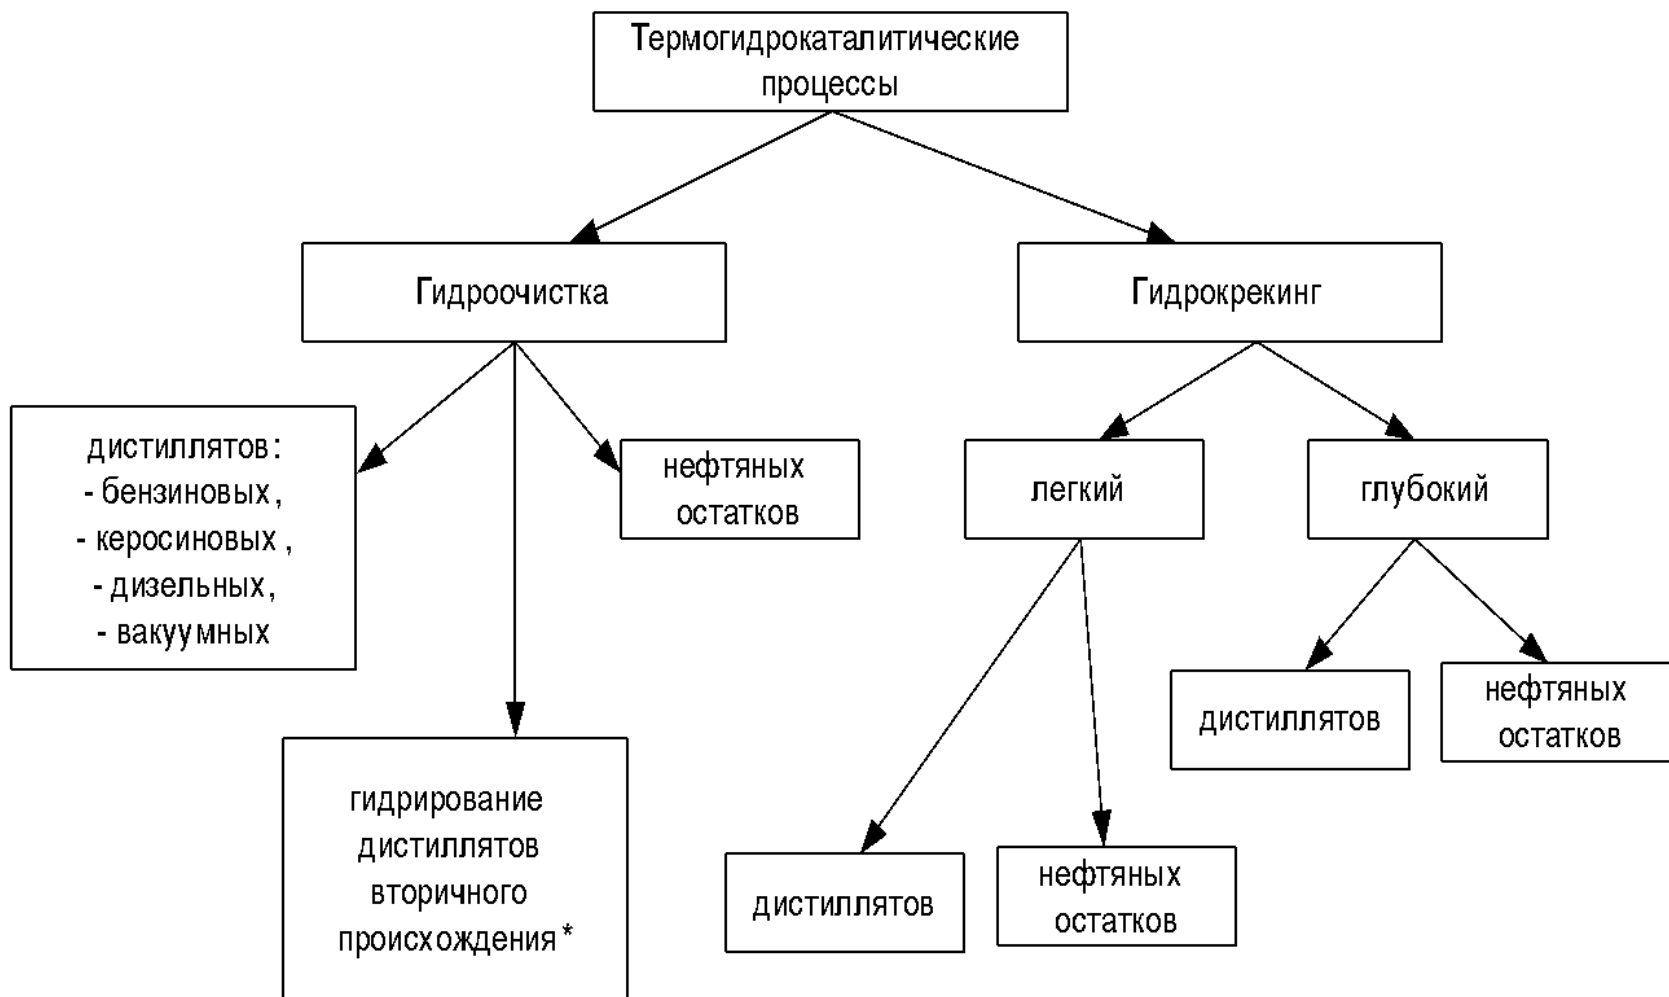 Термогидрокаталитические
процессы
Гидроочистка
Гидрокрекинг
дистиллятов:
- бензиновых,
- керосиновых ,
- дизельных,
- вакуумных
нефтяных
остатков
легкий
глубокий
гидрирование
дистиллятов
вторичного
происхождения*
дистиллятов
нефтяных
остатков
дистиллятов
нефтяных
остатков